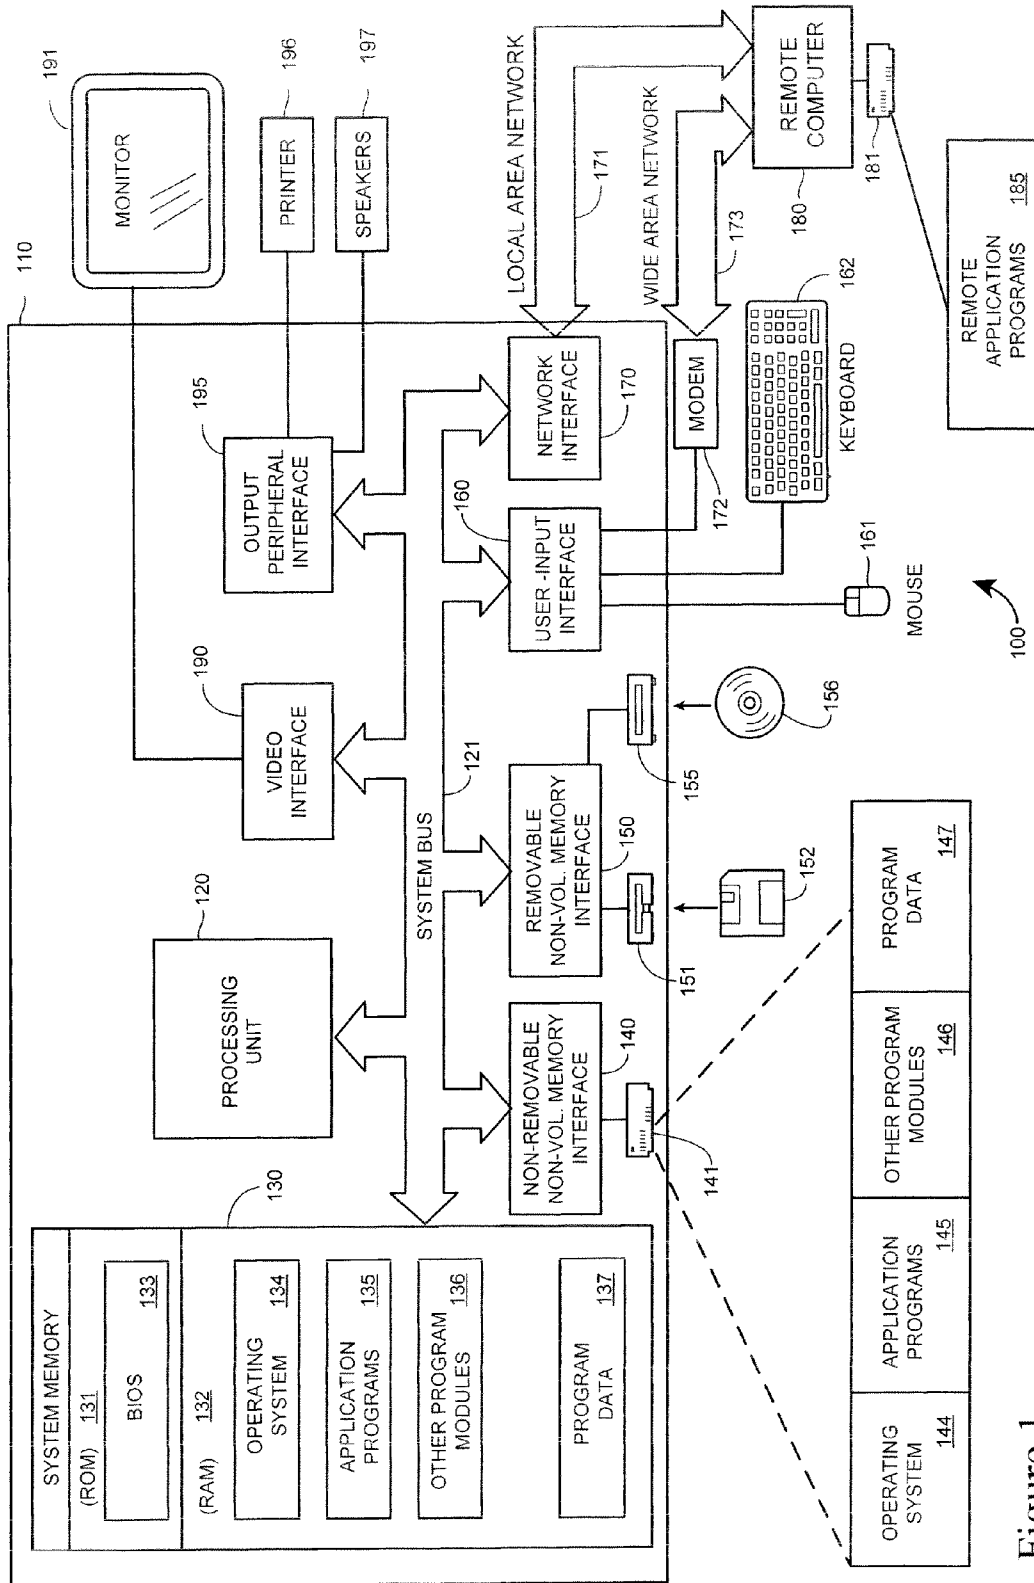 SYSTEM MEMORY
(ROM) 131
BIOS 133
(RAM) 132
OPERATING
SYSTEM 134
APPLICATION
PROGRAMS 135
OTHER PROGRAM
MODULES 136
PROGRAM
DATA 137
130
PROCESSING
UNIT
120
SYSTEM BUS
121
VIDEO
INTERFACE
190
OUTPUT
PERIPHERAL
INTERFACE
195
110
MONITOR
191
PRINTER
196
SPEAKERS
197
NON-REMOVABLE
NON-VOL. MEMORY
INTERFACE
140
141
REMOVABLE
NON-VOL. MEMORY
INTERFACE
150
151
152
155
156
USER -INPUT
INTERFACE
160
NETWORK
INTERFACE
170
LOCAL AREA NETWORK
171
WIDE AREA NETWORK
173
MODEM
172
MOUSE
161
KEYBOARD
162
REMOTE
COMPUTER
180
181
REMOTE
APPLICATION
PROGRAMS 185
OPERATING
SYSTEM 144
APPLICATION
PROGRAMS 145
OTHER PROGRAM
MODULES 146
PROGRAM
DATA 147
100
Figure 1